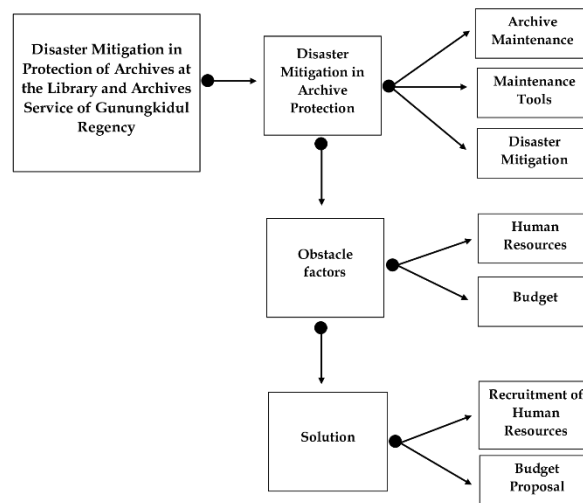 Disaster Mitigation in
Protection of Archives at
the Library and Archives
Service of Gunungkidul
Regency
Disaster
Mitigation in
Archive
Protection
Archive
Maintenance
Maintenance
Tools
Disaster
Mitigation
Obstacle
factors
Human
Resources
Budget
Solution
Recruitment of
Human
Resources
Budget
Proposal